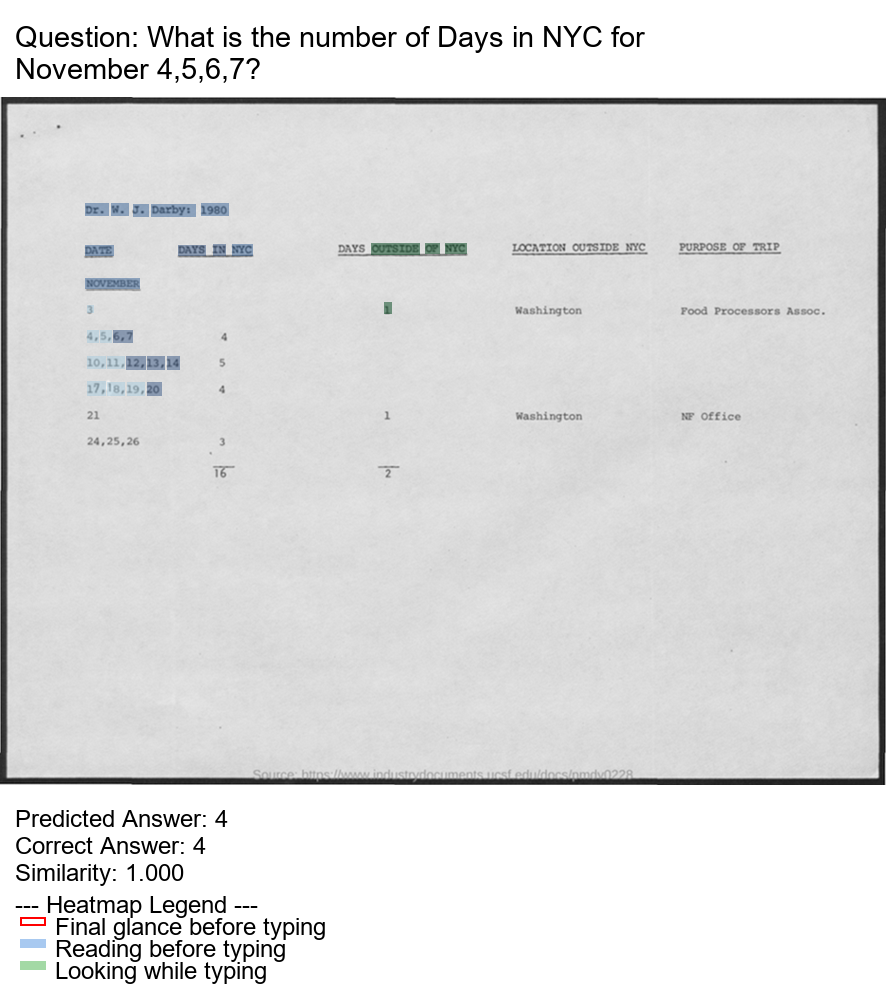 Question: What is the number of Days in NYC for
November 4,5,6,7?
Dr. W. J. Darby: 1980
DATE DAYS IN NYC DAYS OUTSIDE OF NYC LOCATION OUTSIDE NYC PURPOSE OF TRIP
NOVEMBER
3 1 Washington Food Processors Assoc.
4,5,6,7 4
10,11,12,13,14 5
17,18,19,20 4
21 1 Washington NF Office
24,25,26 3
16 2
Source: https://www.industrydocuments.ucsf.edu/docs/pmdv0228
Predicted Answer: 4
Correct Answer: 4
Similarity: 1.000
--- Heatmap Legend ---
Final glance before typing
Reading before typing
Looking while typing